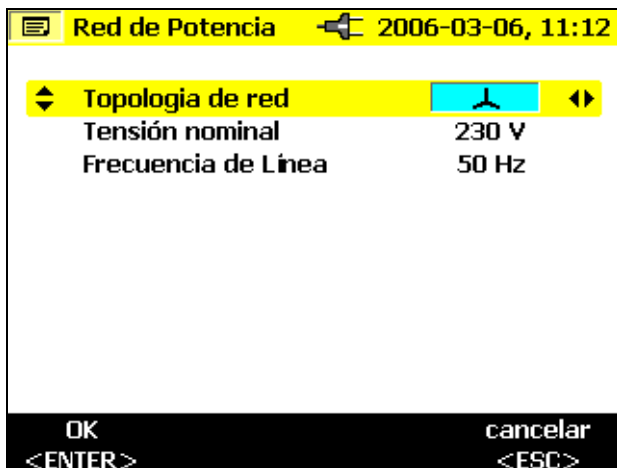 Red de Potencia 2006-03-06, 11:12
Topologia de red
Tensión nominal 230 V
Frecuencia de Línea 50 Hz
OK cancelar
<ENTER> <ESC>